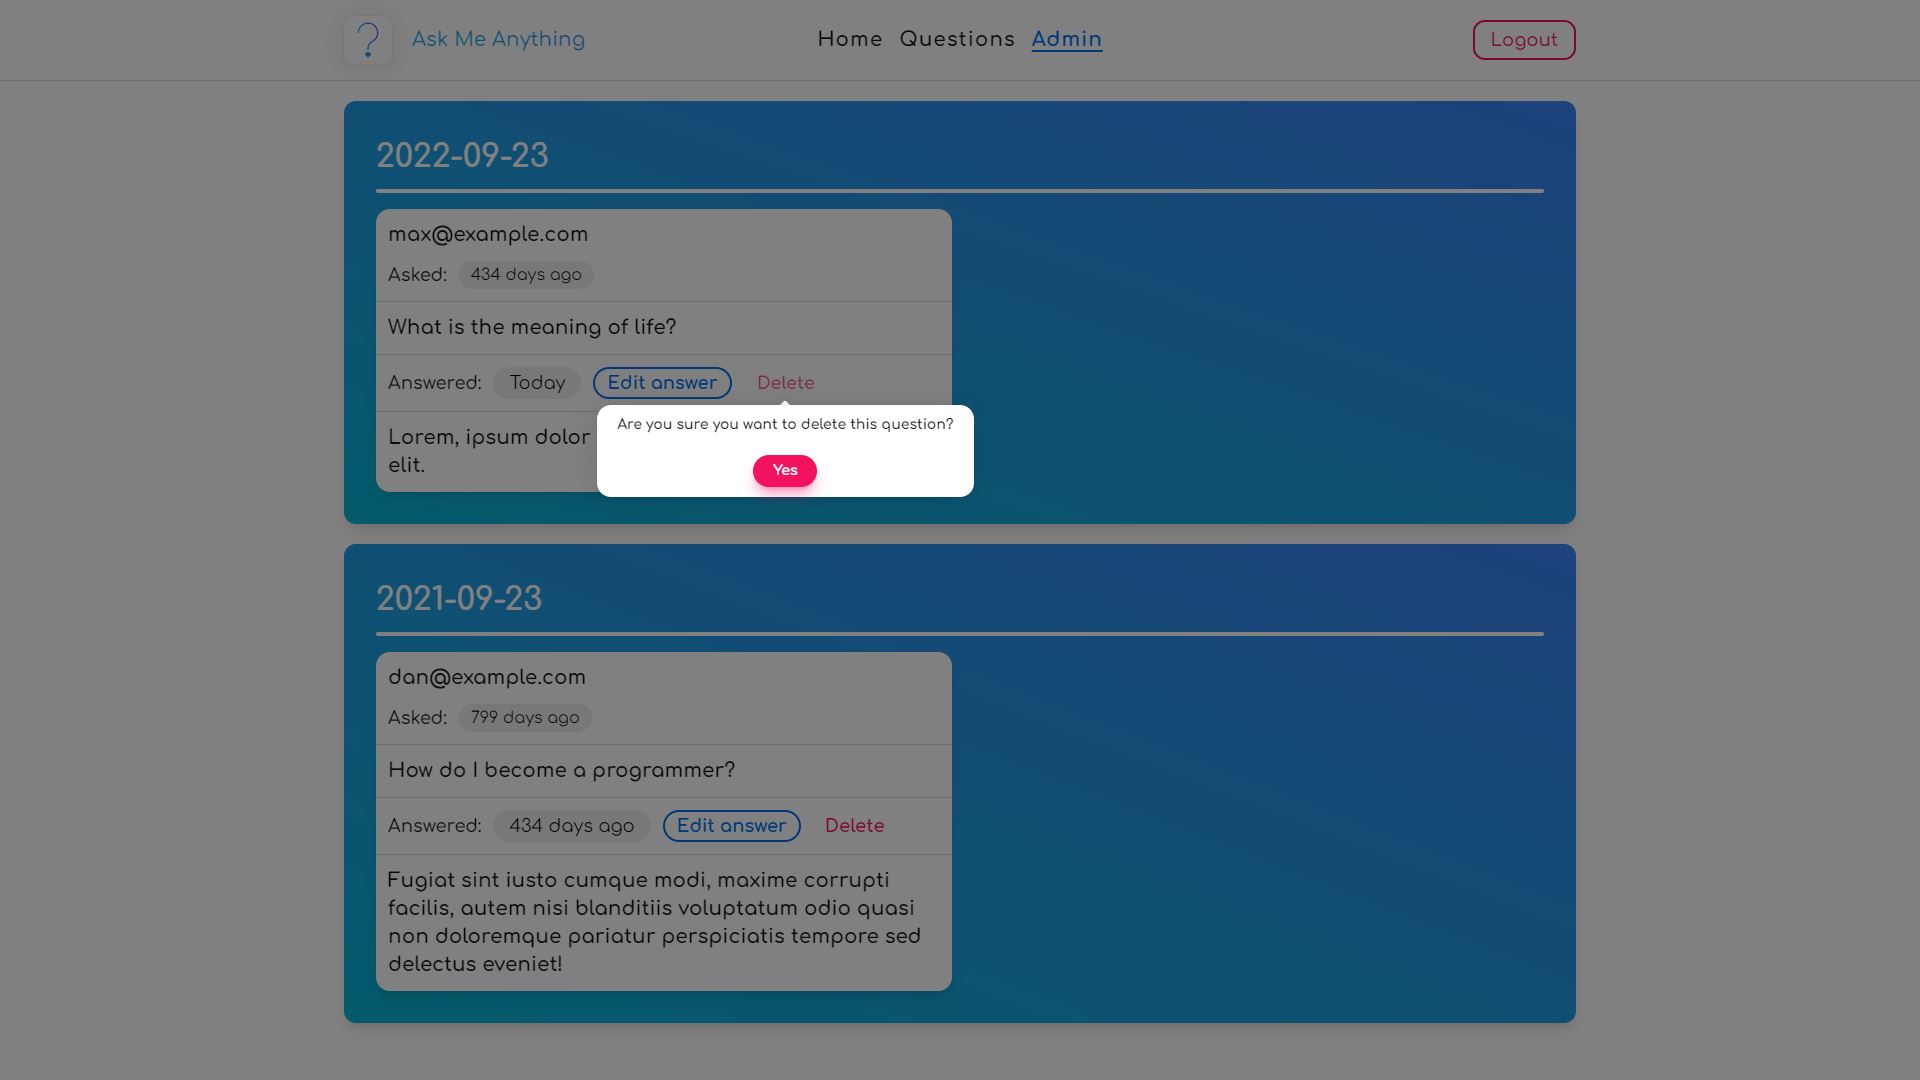 Ask Me Anything
Home Questions Admin
Logout
2022-09-23
max@example.com
Asked: 434 days ago
What is the meaning of life?
Answered: Today Edit answer Delete
Are you sure you want to delete this question?
Yes
Lorem, ipsum dolor
elit.
2021-09-23
dan@example.com
Asked: 799 days ago
How do I become a programmer?
Answered: 434 days ago Edit answer Delete
Fugiat sint iusto cumque modi, maxime corrupti
facilis, autem nisi blanditiis voluptatum odio quasi
non doloremque pariatur perspiciatis tempore sed
delectus eveniet!